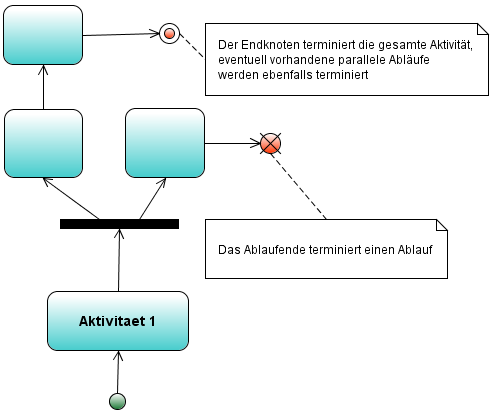 Der Endknoten terminiert die gesamte Aktivität,
eventuell vorhandene parallele Abläufe
werden ebenfalls terminiert
Das Ablaufende terminiert einen Ablauf
Aktivitaet 1